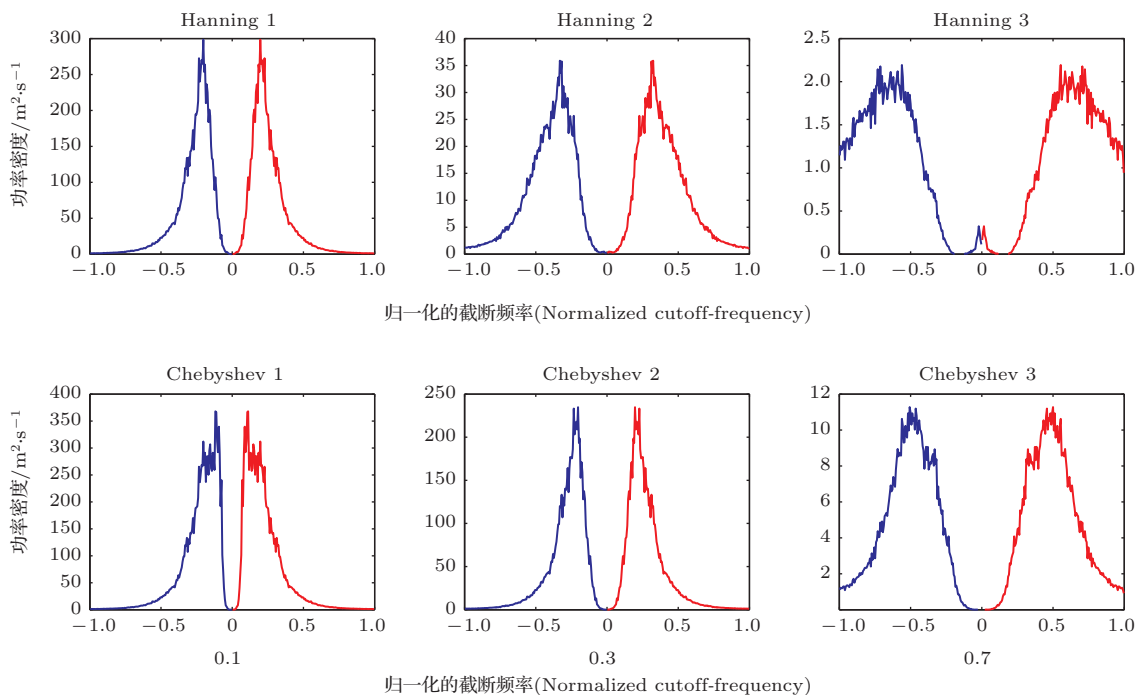 Hanning 1
Hanning 2
Hanning 3
功率密度/m²·s⁻¹
300
250
200
150
100
50
0
−1.0 −0.5 0 0.5 1.0
40
35
30
25
20
15
10
5
0
−1.0 −0.5 0 0.5 1.0
2.5
2.0
1.5
1.0
0.5
0
−1.0 −0.5 0 0.5 1.0
归一化的截断频率(Normalized cutoff-frequency)
Chebyshev 1
Chebyshev 2
Chebyshev 3
功率密度/m²·s⁻¹
400
350
300
250
200
150
100
50
0
−1.0 −0.5 0 0.5 1.0
250
200
150
100
50
0
−1.0 −0.5 0 0.5 1.0
12
10
8
6
4
2
−1.0 −0.5 0 0.5 1.0
0.1 0.3 0.7
归一化的截断频率(Normalized cutoff-frequency)